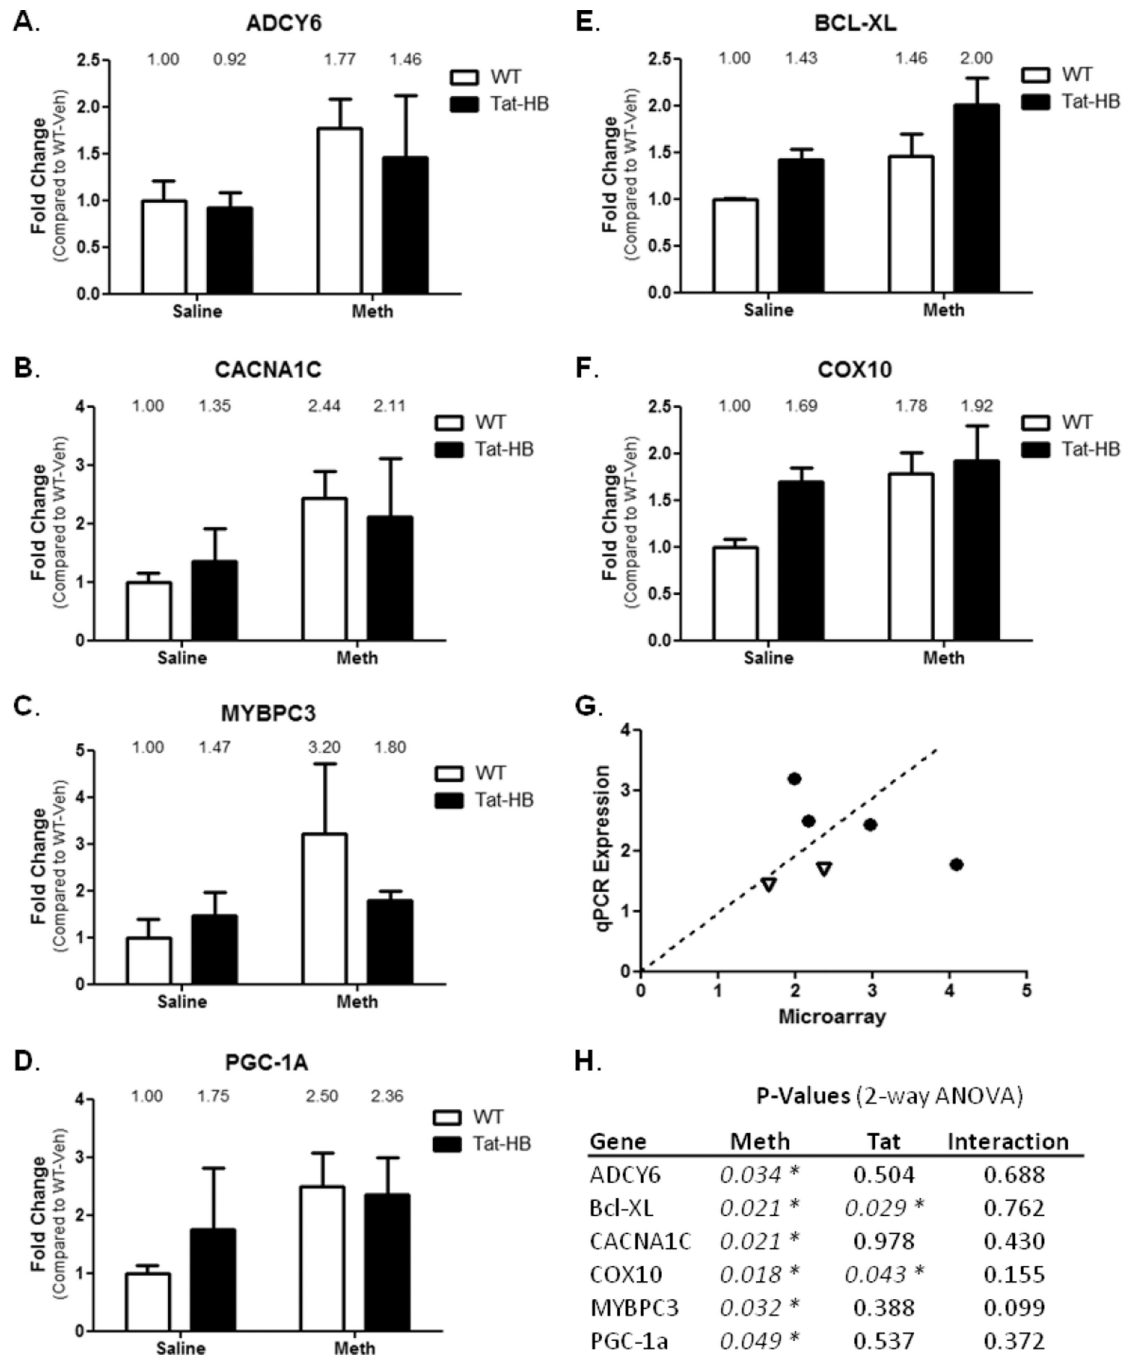 A.
ADCY6
1.00 0.92 1.77 1.46
2.5
2.0
1.5
1.0
0.5
0.0
Fold Change
(Compared to WT-Veh)
Saline Meth
WT
Tat-HB
B.
CACNA1C
1.00 1.35 2.44 2.11
4
3
2
1
0
Fold Change
(Compared to WT-Veh)
Saline Meth
WT
Tat-HB
C.
MYBPC3
1.00 1.47 3.20 1.80
5
4
3
2
1
0
Fold Change
(Compared to WT-Veh)
Saline Meth
WT
Tat-HB
D.
PGC-1A
1.00 1.75 2.50 2.36
4
3
2
1
0
Fold Change
(Compared to WT-Veh)
Saline Meth
WT
Tat-HB
E.
BCL-XL
1.00 1.43 1.46 2.00
2.5
2.0
1.5
1.0
0.5
0.0
Fold Change
(Compared to WT-Veh)
Saline Meth
WT
Tat-HB
F.
COX10
1.00 1.69 1.78 1.92
2.5
2.0
1.5
1.0
0.5
0.0
Fold Change
(Compared to WT-Veh)
Saline Meth
WT
Tat-HB
G.
4
3
2
1
0
qPCR Expression
0 1 2 3 4 5
Microarray
H.
P-Values (2-way ANOVA)
Gene Meth Tat Interaction
ADCY6 0.034 * 0.504 0.688
Bcl-XL 0.021 * 0.029 * 0.762
CACNA1C 0.021 * 0.978 0.430
COX10 0.018 * 0.043 * 0.155
MYBPC3 0.032 * 0.388 0.099
PGC-1a 0.049 * 0.537 0.372